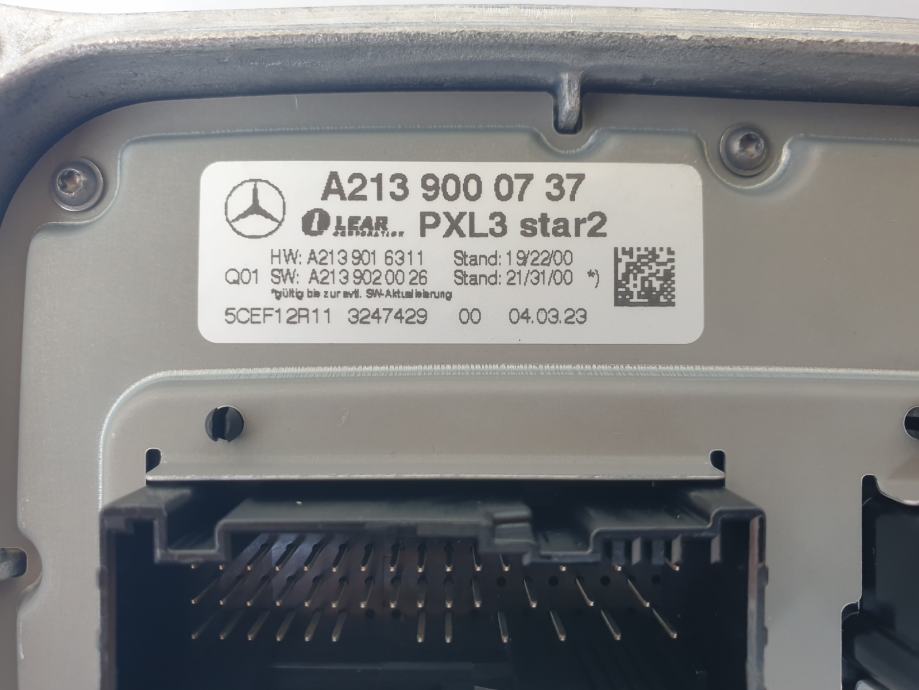 A213 900 07 37
LEAR CORPORATION PXL3 star2
HW: A213 901 6311 Stand: 19/22/00
Q01 SW: A213 902 00 26 Stand: 21/31/00 *)
*gültig bis zur evtl. SW-Aktualisierung
5CEF12R11 3247429 00 04.03.23